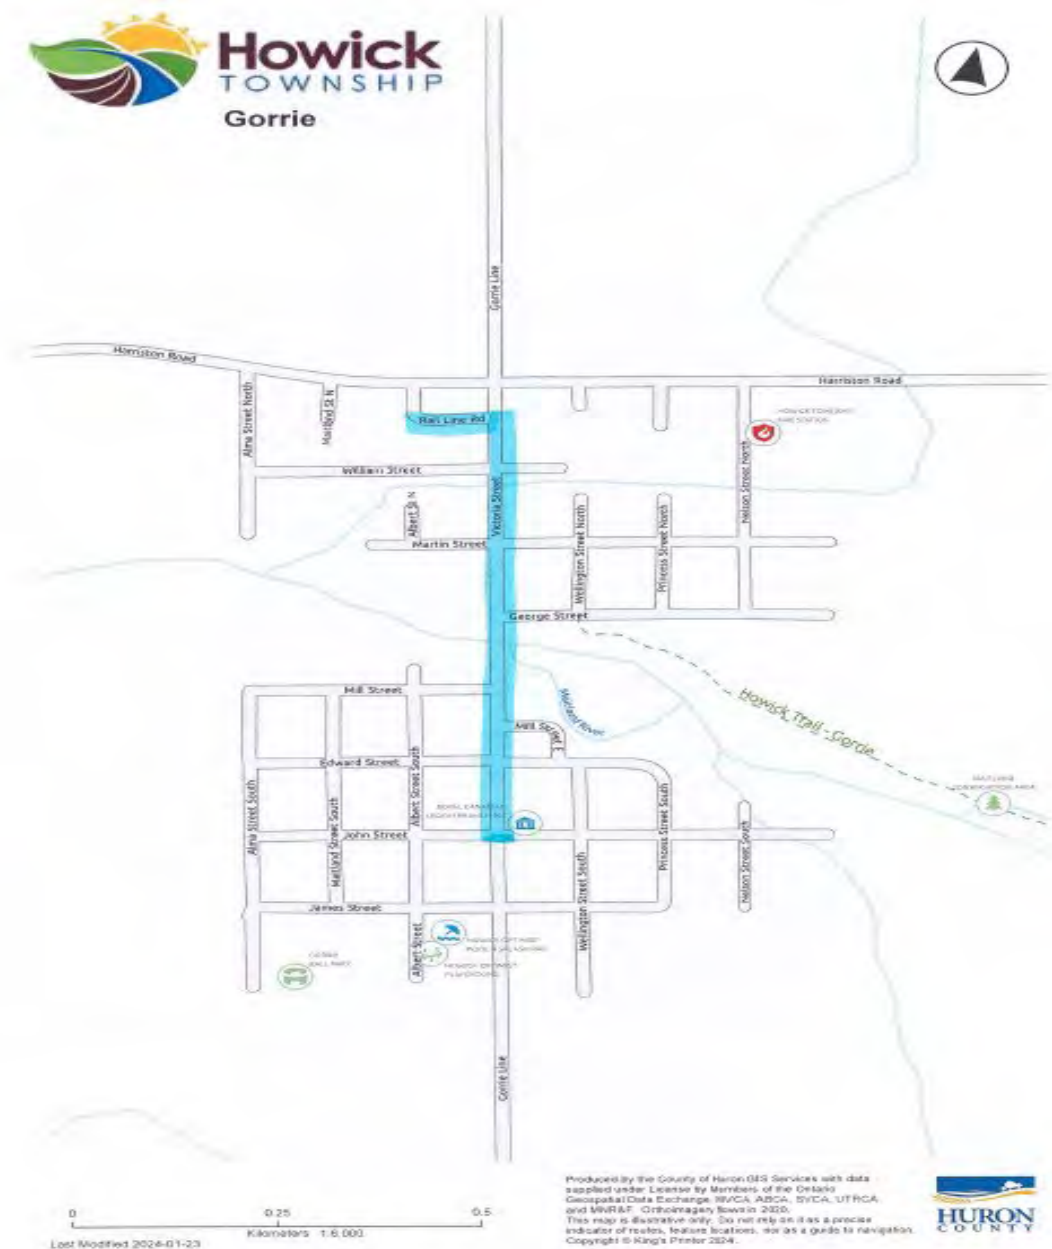 Howick
TOWNSHIP
Gorrie
Gorrie Line
Harriston Road
Harriston Road
Alma Street North
Maitland St N
Rail Line Rd
William Street
Victoria Street
Nelson Street North
Albert St N
Martin Street
Wellington Street North
Princess Street North
George Street
Mill Street
Maitland River
Howick Trail - Gorrie
Mill Street E
Edward Street
Albert Street South
Alma Street South
Maitland Street South
John Street
Princess Street South
Nelson Street South
Wellington Street South
James Street
Albert Street
Gorrie Line
0 0.25 0.5
Kilometers 1:6,000
Last Modified 2024-01-23
Produced by the County of Huron GIS Services with data
supplied under License by Members of the Ontario
Geospatial Data Exchange, MVCA, ABCA, SVCA, UTRCA
and MNR&F. Orthoimagery flown in 2020.
This map is illustrative only. Do not rely on it as a precise
indicator of routes, feature locations, nor as a guide to navigation.
Copyright © King's Printer 2024.
HURON
COUNTY